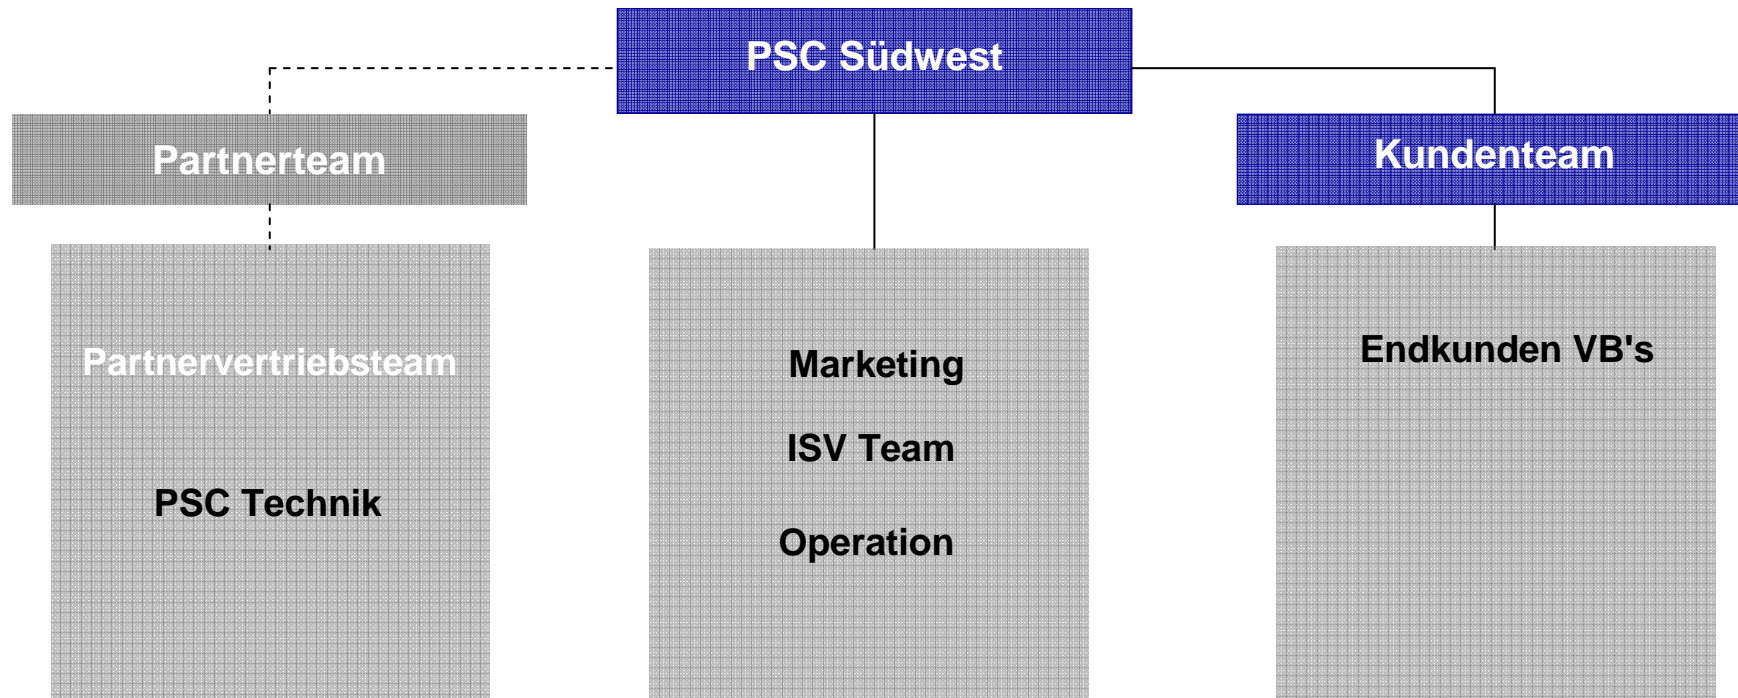 PSC Südwest
Partnerteam
Kundenteam
Partnervertriebsteam
PSC Technik
Marketing
ISV Team
Operation
Endkunden VB's